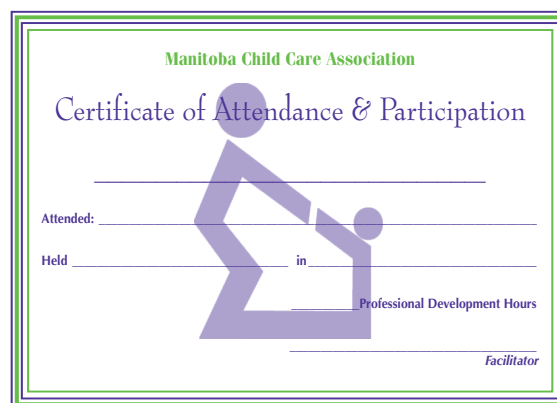 Manitoba Child Care Association
Certificate of Attendance & Participation
Attended:
Held in
Professional Development Hours
Facilitator